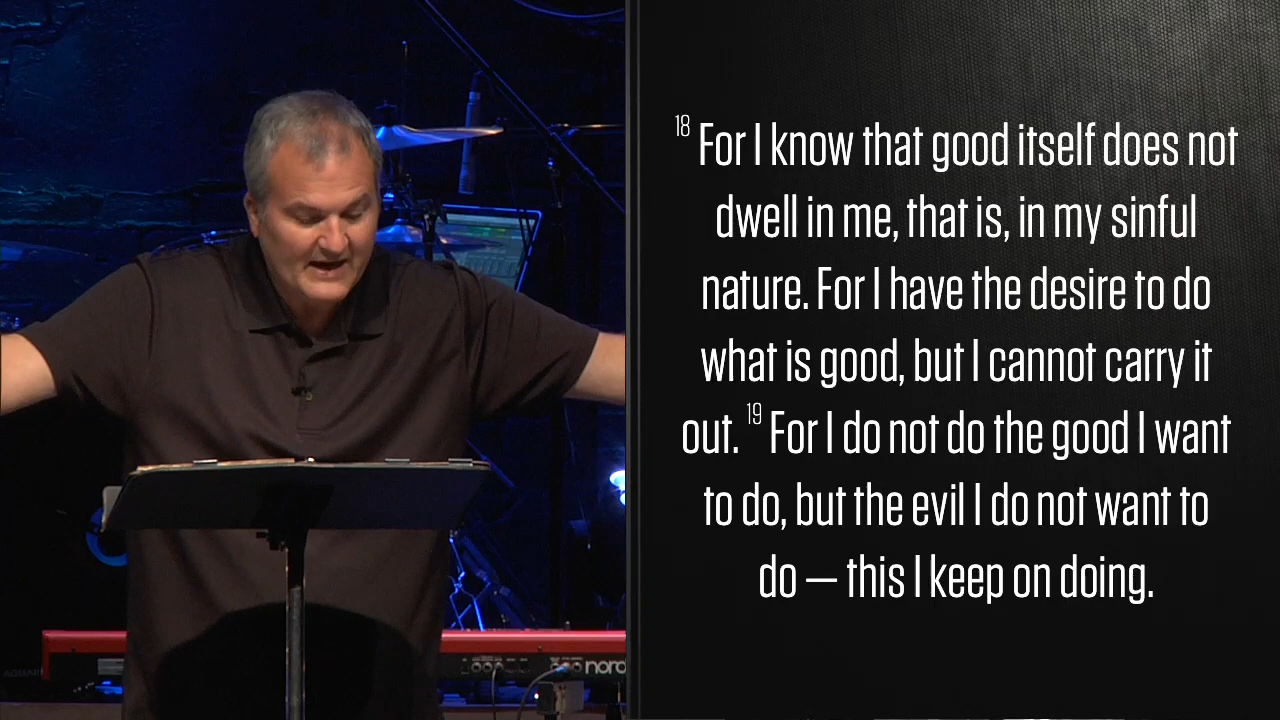 18 For I know that good itself does not
dwell in me, that is, in my sinful
nature. For I have the desire to do
what is good, but I cannot carry it
out. 19 For I do not do the good I want
to do, but the evil I do not want to
do — this I keep on doing.
nord